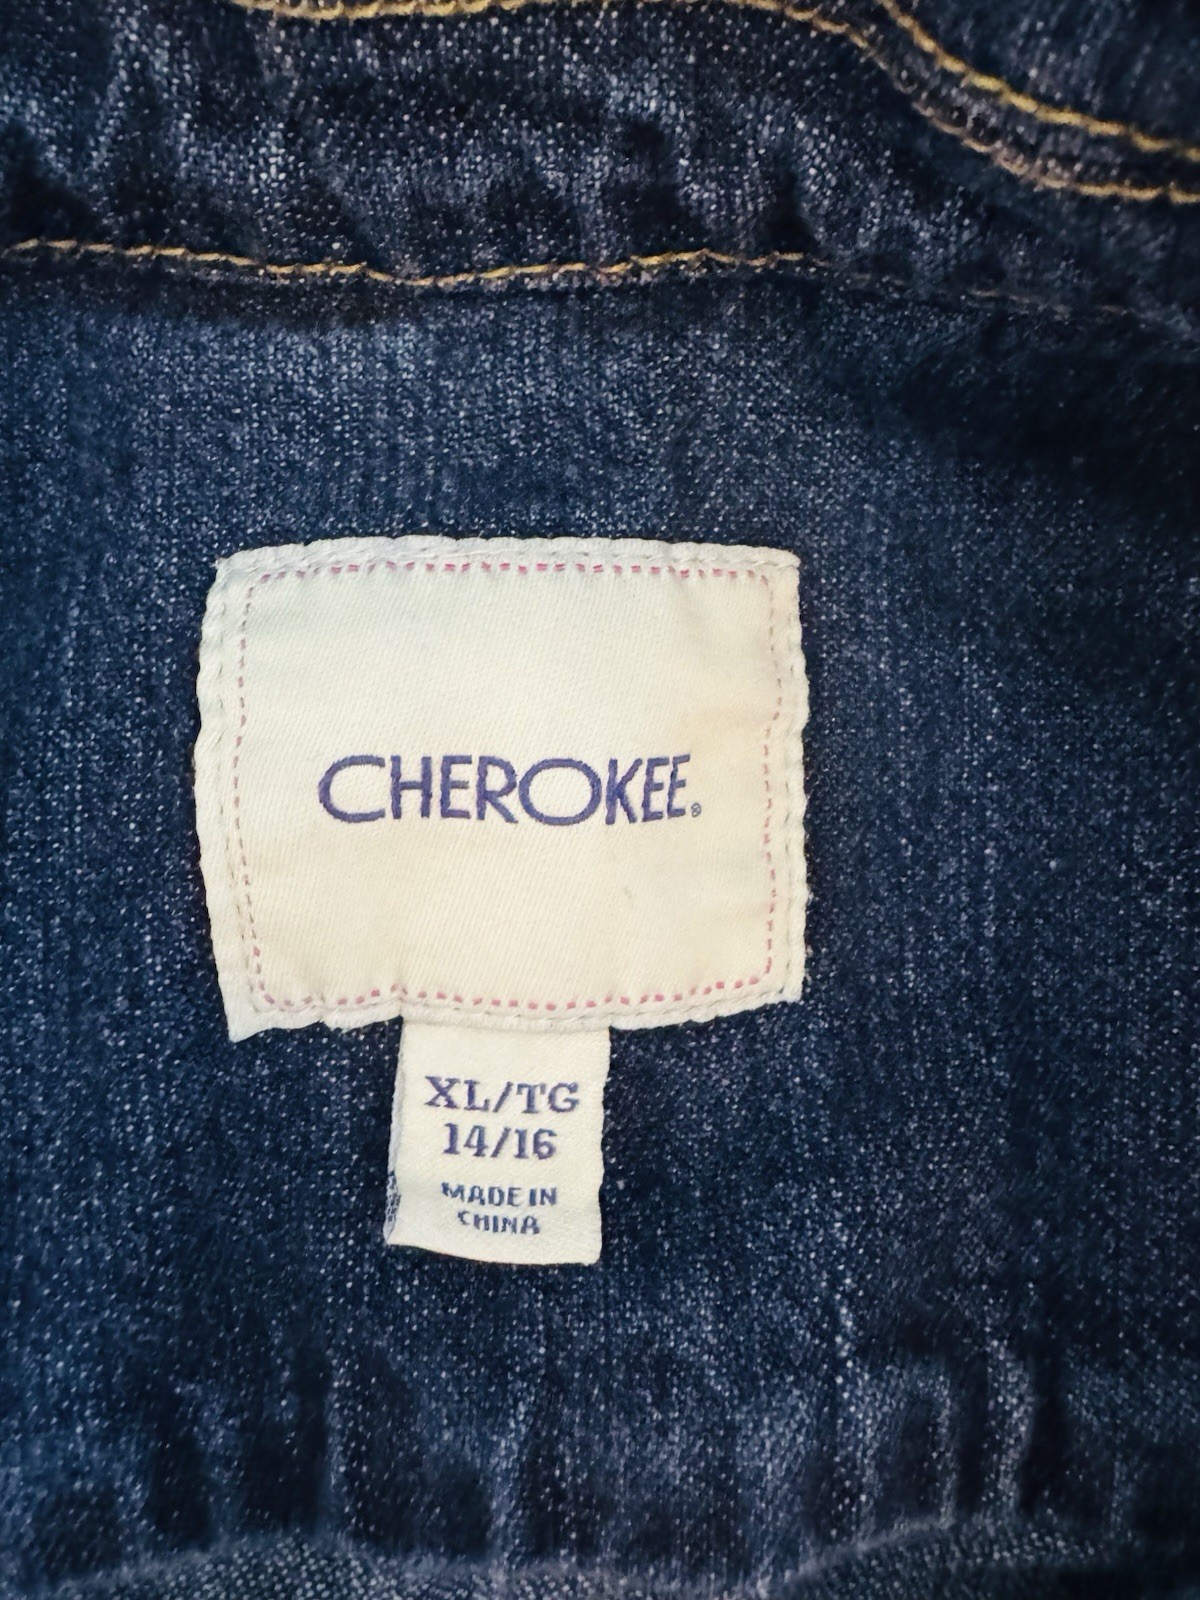 CHEROKEE®
XL/TG
14/16
MADE IN
CHINA